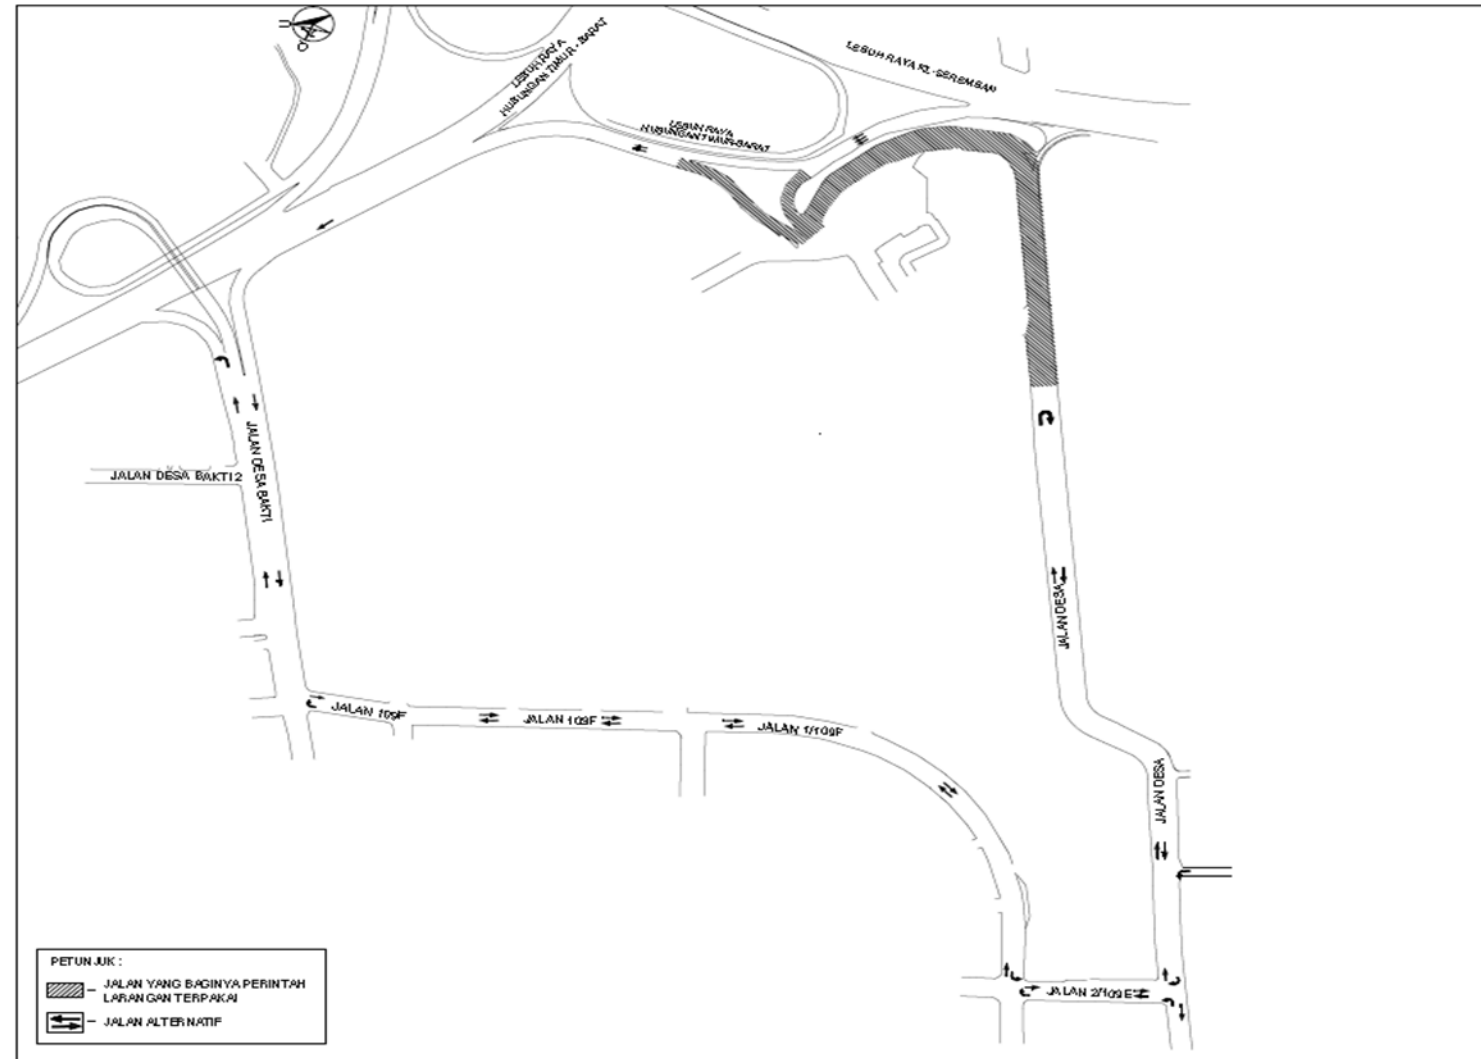 LEBUH RAYA
HUBUNGAN TIMUR - BARAT
LEBUH RAYA KL-SEREMBAN
LEBUH RAYA
HUBUNGAN TIMUR-BARAT
JALAN DESA BAKTI
JALAN DESA BAKTI 2
JALAN DESA
JALAN 109F
JALAN 109F
JALAN 1/109F
JALAN DESA
JALAN 2/109E
PETUNJUK :
- JALAN YANG BAGINYA PERINTAH
LARANGAN TERPAKAI
- JALAN ALTERNATIF